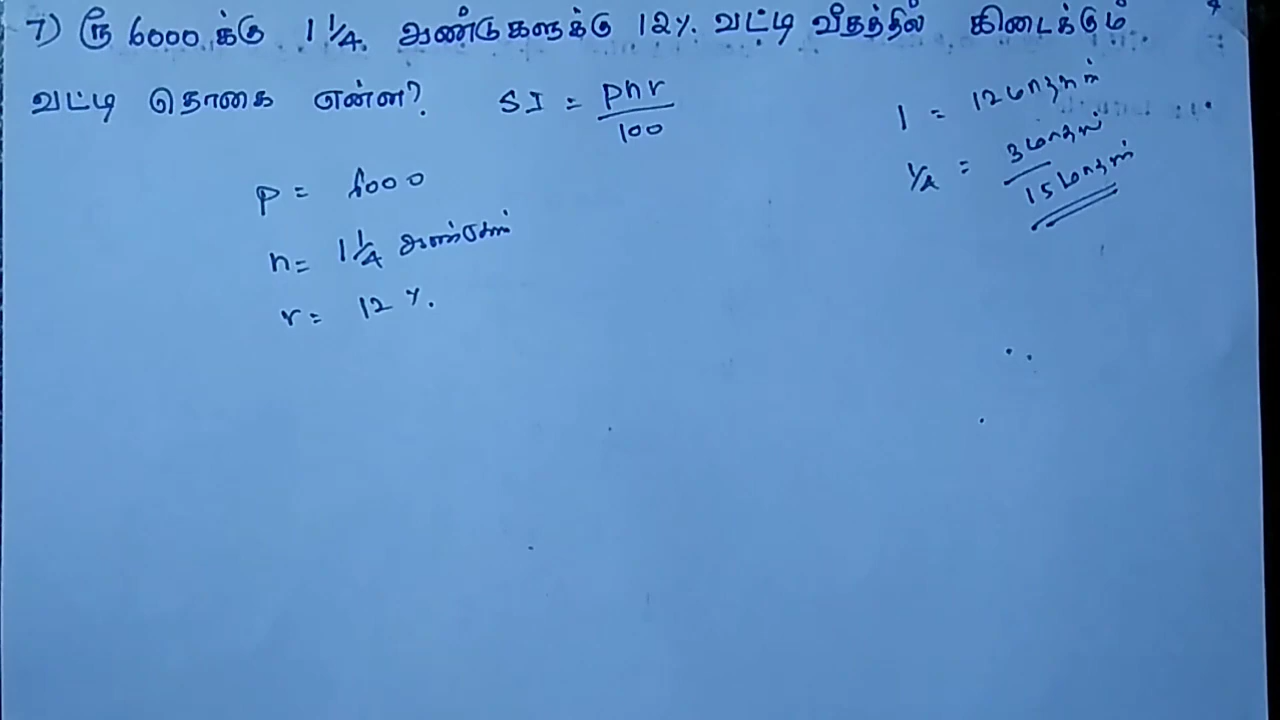 7) ரூ 6000 க்கு 1 1/4 ஆண்டுகளுக்கு 12%. வட்டி வீதத்தில் கிடைக்கும்
வட்டி தொகை என்ன? SI = pnr/100
1 = 12 மாதங்கள்
1/4 = 3 மாதங்கள்
15 மாதங்கள்
p = 6000
n = 1 1/4 ஆண்டுகள்
r = 12 %.